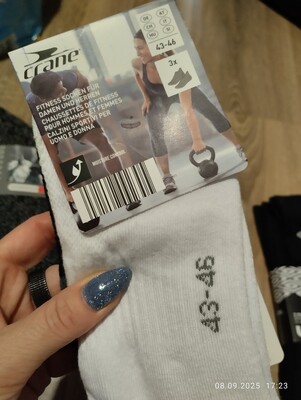 CRANE
43-46
3x
FITNESS SOCKEN FÜR
DAMEN UND HERREN
CHAUSSETTES DE FITNESS
POUR HOMMES ET FEMMES
CALZINI SPORTIVI PER
UOMO E DONNA
43-46
08.09.2025 17:23